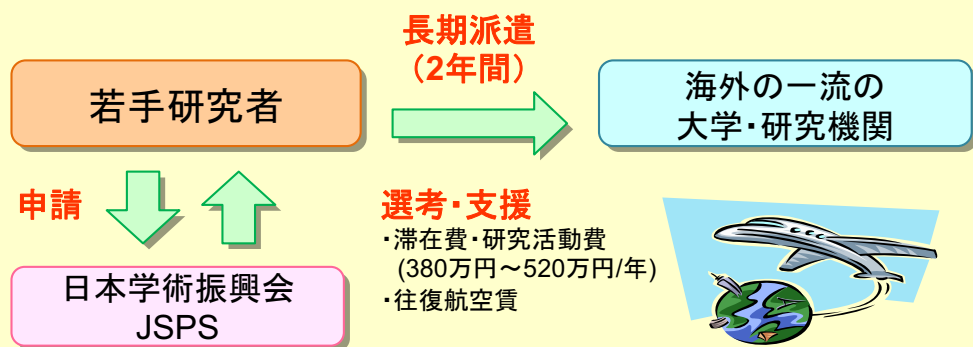 長期派遣
(2年間)
若手研究者
海外の一流の
大学・研究機関
申請
選考・支援
・滞在費・研究活動費
(380万円～520万円/年)
・往復航空賃
日本学術振興会
JSPS